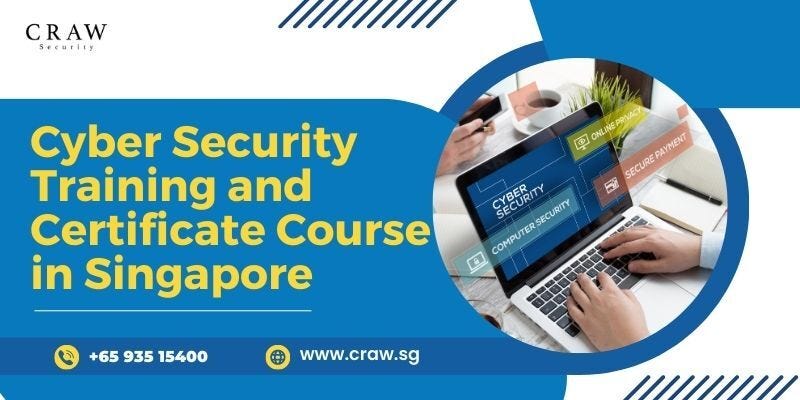 CRAW
Security
Cyber Security
Training and
Certificate Course
in Singapore
+65 935 15400
www.craw.sg
ONLINE PRIVACY
SECURE PAYMENT
CYBER
SECURITY
COMPUTER SECURITY